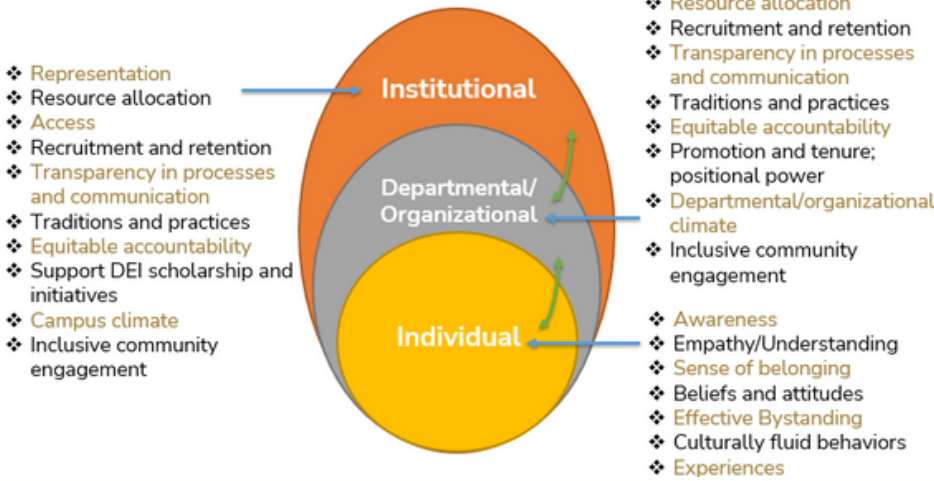 ❖ Representation
❖ Resource allocation
❖ Access
❖ Recruitment and retention
❖ Transparency in processes
and communication
❖ Traditions and practices
❖ Equitable accountability
❖ Support DEI scholarship and
initiatives
❖ Campus climate
❖ Inclusive community
engagement
Institutional
Departmental/
Organizational
Individual
❖ Resource allocation
❖ Recruitment and retention
❖ Transparency in processes
and communication
❖ Traditions and practices
❖ Equitable accountability
❖ Promotion and tenure;
positional power
❖ Departmental/organizational
climate
❖ Inclusive community
engagement
❖ Awareness
❖ Empathy/Understanding
❖ Sense of belonging
❖ Beliefs and attitudes
❖ Effective Bystanding
❖ Culturally fluid behaviors
❖ Experiences